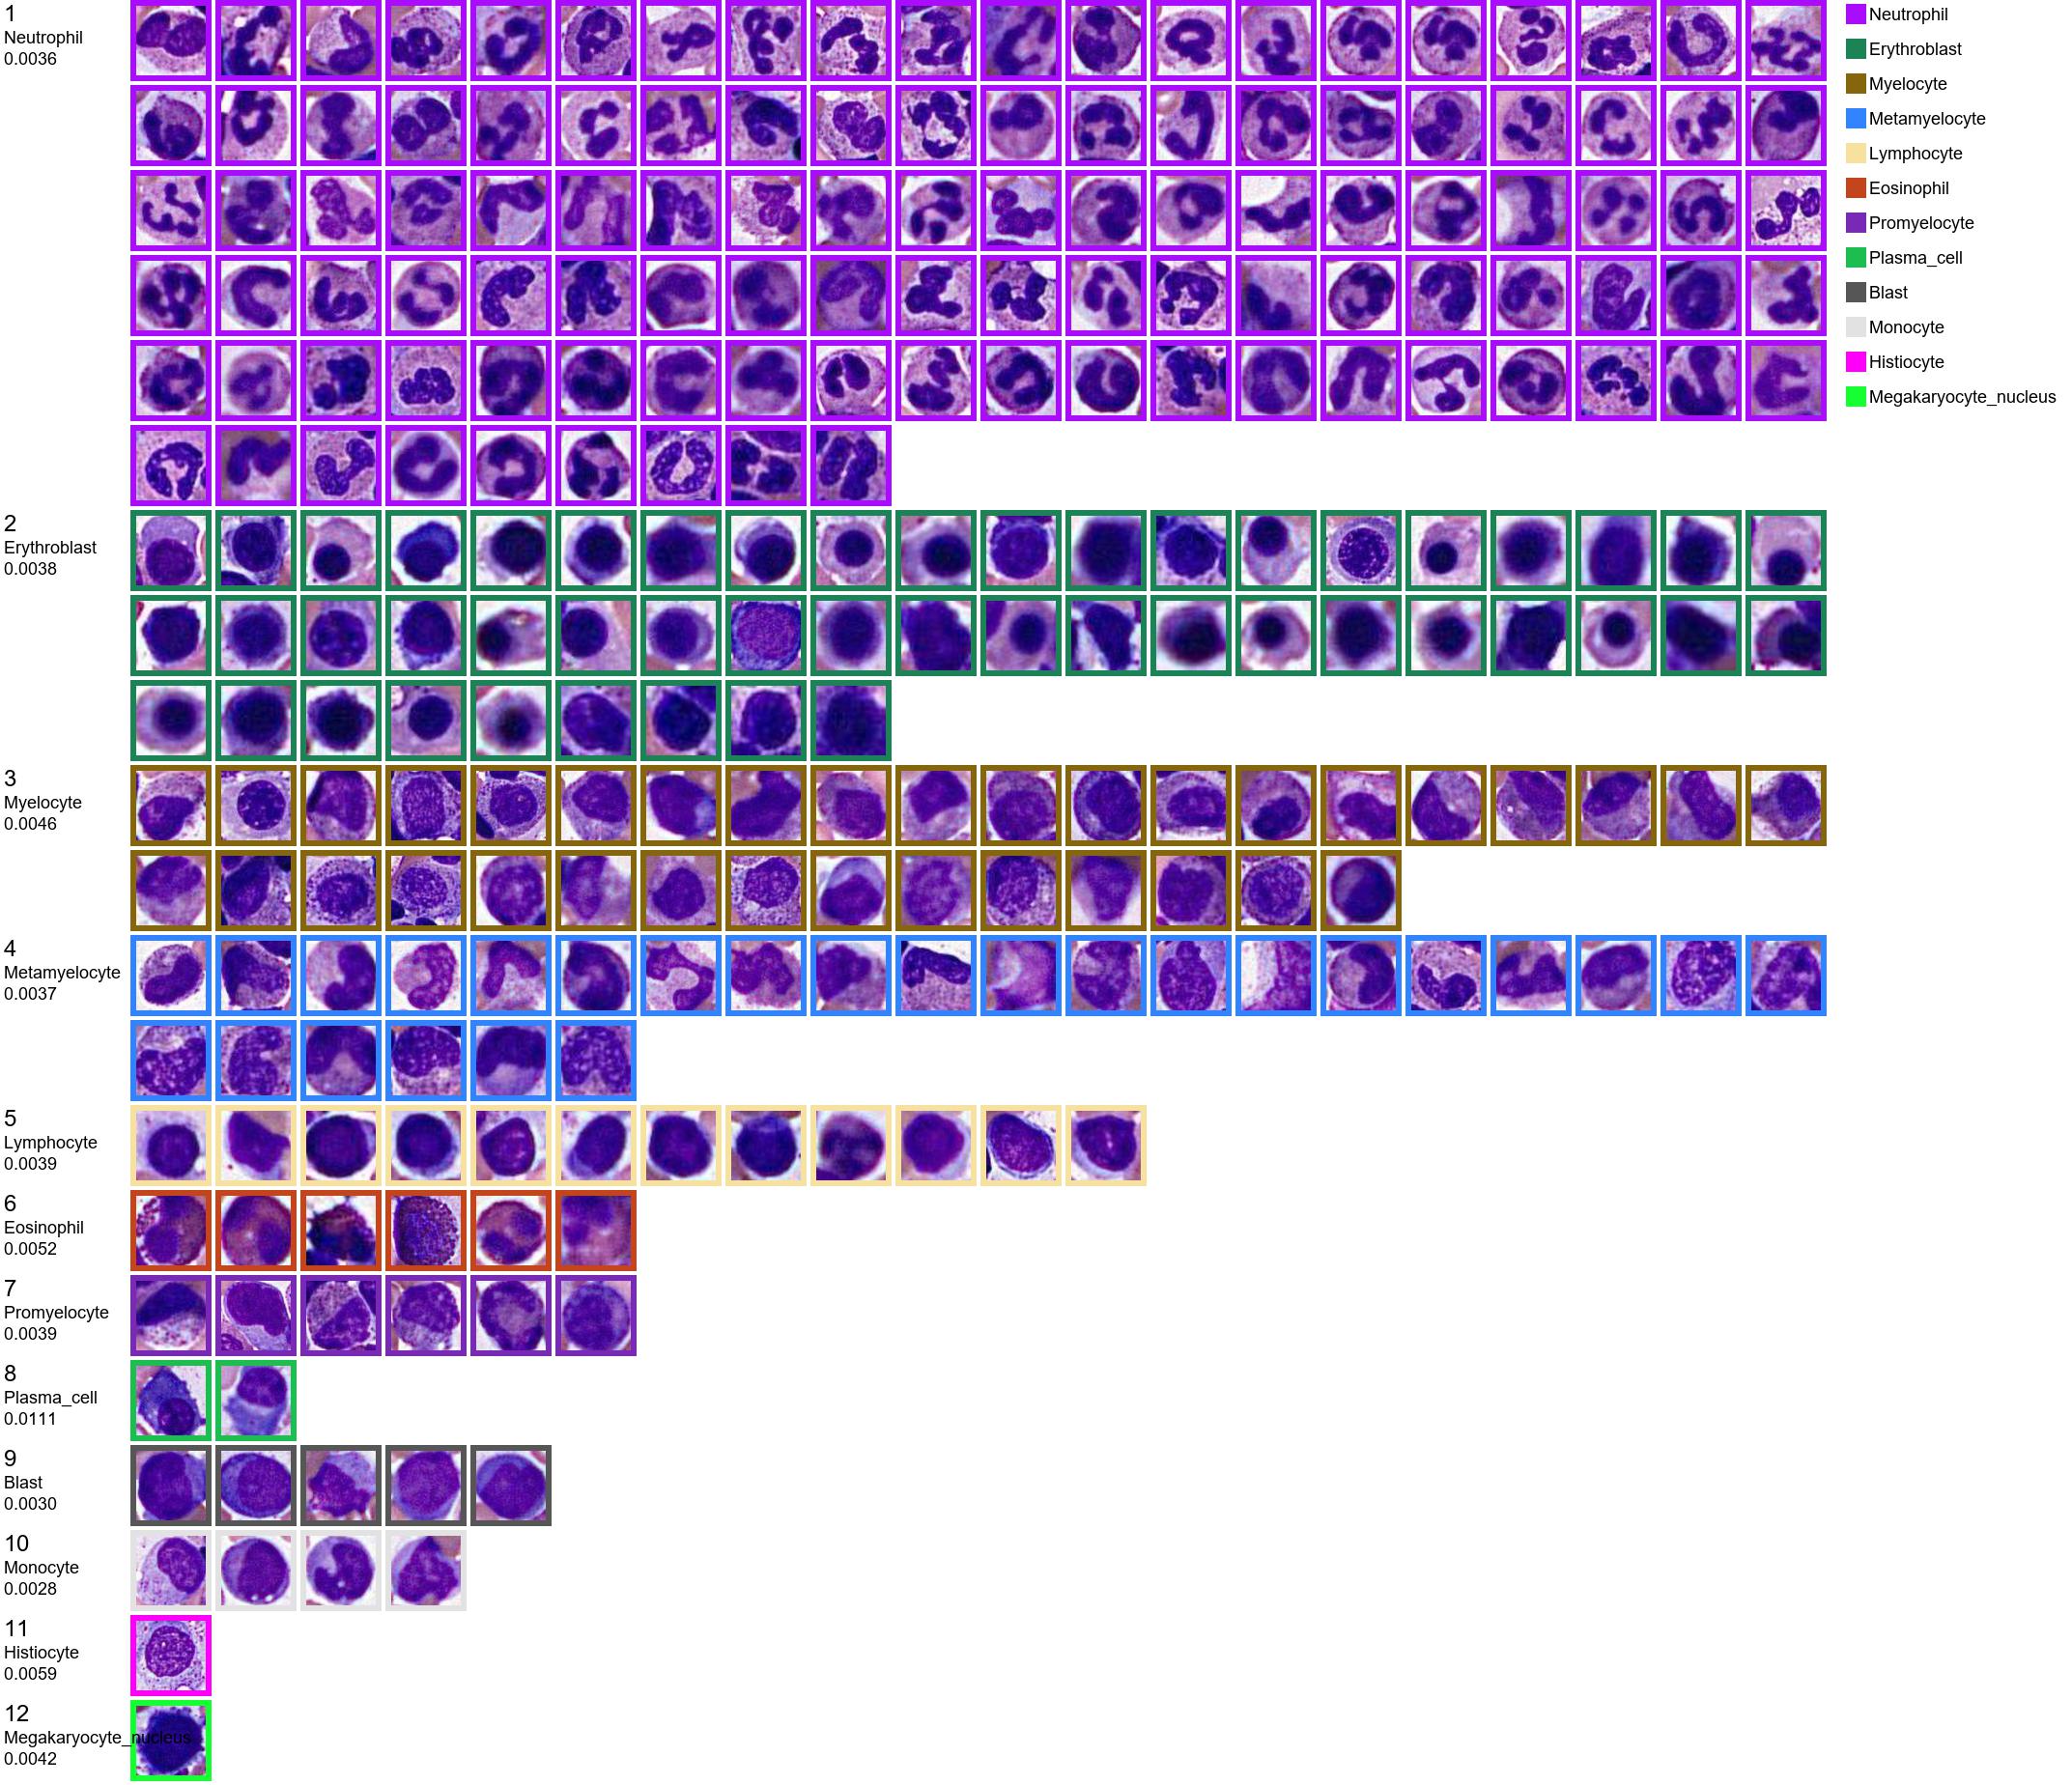 1
Neutrophil
0.0036
2
Erythroblast
0.0038
3
Myelocyte
0.0046
4
Metamyelocyte
0.0037
5
Lymphocyte
0.0039
6
Eosinophil
0.0052
7
Promyelocyte
0.0039
8
Plasma_cell
0.0111
9
Blast
0.0030
10
Monocyte
0.0028
11
Histiocyte
0.0059
12
Megakaryocyte_nucleus
0.0042
Neutrophil
Erythroblast
Myelocyte
Metamyelocyte
Lymphocyte
Eosinophil
Promyelocyte
Plasma_cell
Blast
Monocyte
Histiocyte
Megakaryocyte_nucleus